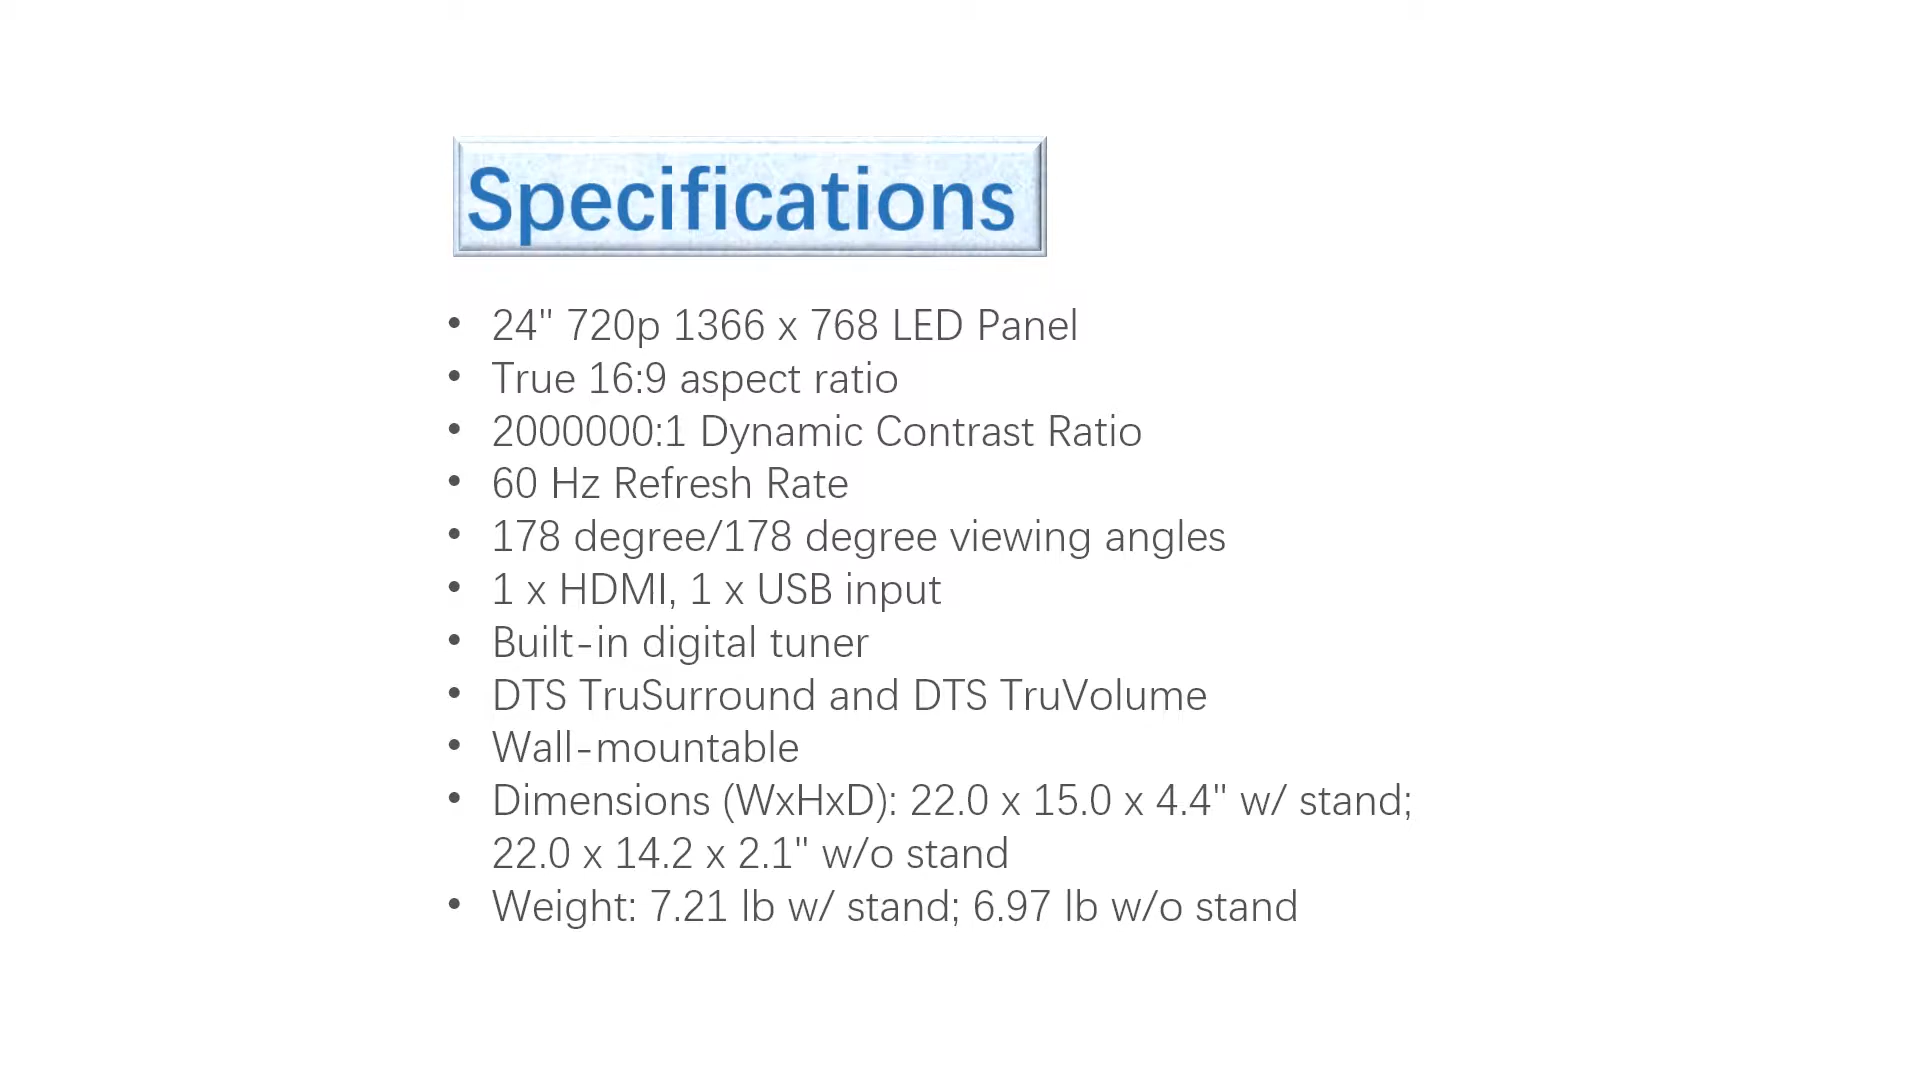 Specifications
• 24" 720p 1366 x 768 LED Panel
• True 16:9 aspect ratio
• 2000000:1 Dynamic Contrast Ratio
• 60 Hz Refresh Rate
• 178 degree/178 degree viewing angles
• 1 x HDMI, 1 x USB input
• Built-in digital tuner
• DTS TruSurround and DTS TruVolume
• Wall-mountable
• Dimensions (WxHxD): 22.0 x 15.0 x 4.4" w/ stand;
22.0 x 14.2 x 2.1" w/o stand
• Weight: 7.21 lb w/ stand; 6.97 lb w/o stand